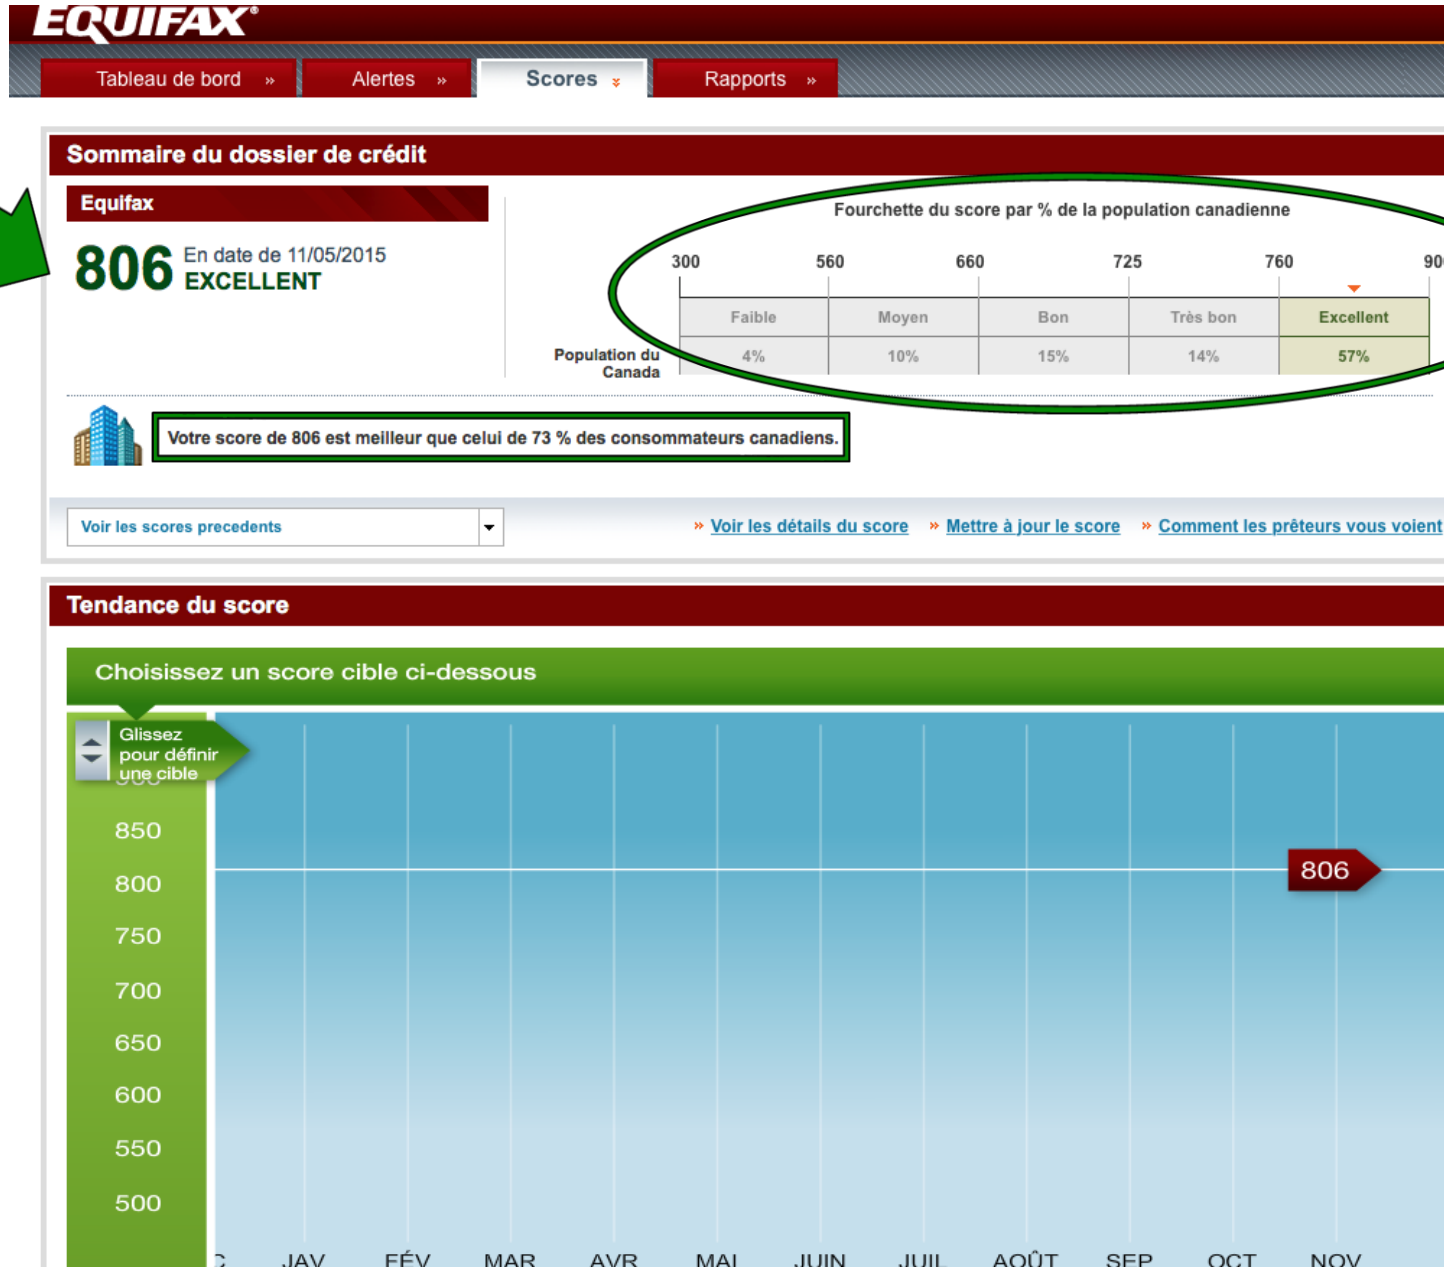 EQUIFAX®
Tableau de bord »
Alertes »
Scores
Rapports »
Sommaire du dossier de crédit
Equifax
806 En date de 11/05/2015
EXCELLENT
Fourchette du score par % de la population canadienne
300 560 660 725 760
Faible Moyen Bon Très bon Excellent
Population du Canada 4% 10% 15% 14% 57%
Votre score de 806 est meilleur que celui de 73 % des consommateurs canadiens.
Voir les scores precedents
» Voir les détails du score » Mettre à jour le score » Comment les prêteurs vous voient
Tendance du score
Choisissez un score cible ci-dessous
Glissez
pour définir
une cible
850
800
806
750
700
650
600
550
500
JAV FÉV MAR AVR MAI JUIN JUIL AOÛT SEP OCT NOV